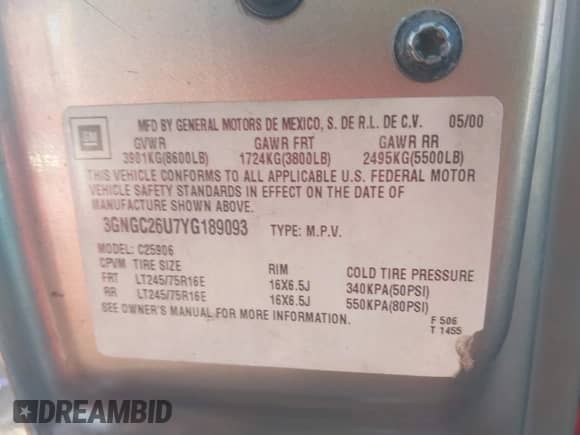 GM
MFD BY GENERAL MOTORS DE MEXICO, S. DE R.L. DE C.V. 05/00
GVWR GAWR FRT GAWR RR
3901KG(8600LB) 1724KG(3800LB) 2495KG(5500LB)
THIS VEHICLE CONFORMS TO ALL APPLICABLE U.S. FEDERAL MOTOR
VEHICLE SAFETY STANDARDS IN EFFECT ON THE DATE OF
MANUFACTURE SHOWN ABOVE.
3GNGC26U7YG189093 TYPE: M.P.V.
MODEL: C25906
CPVM TIRE SIZE RIM COLD TIRE PRESSURE
FRT LT245/75R16E 16X6.5J 340KPA(50PSI)
RR LT245/75R16E 16X6.5J 550KPA(80PSI)
SEE OWNER'S MANUAL FOR MORE INFORMATION.
F 506
T 1455
DREAMBID